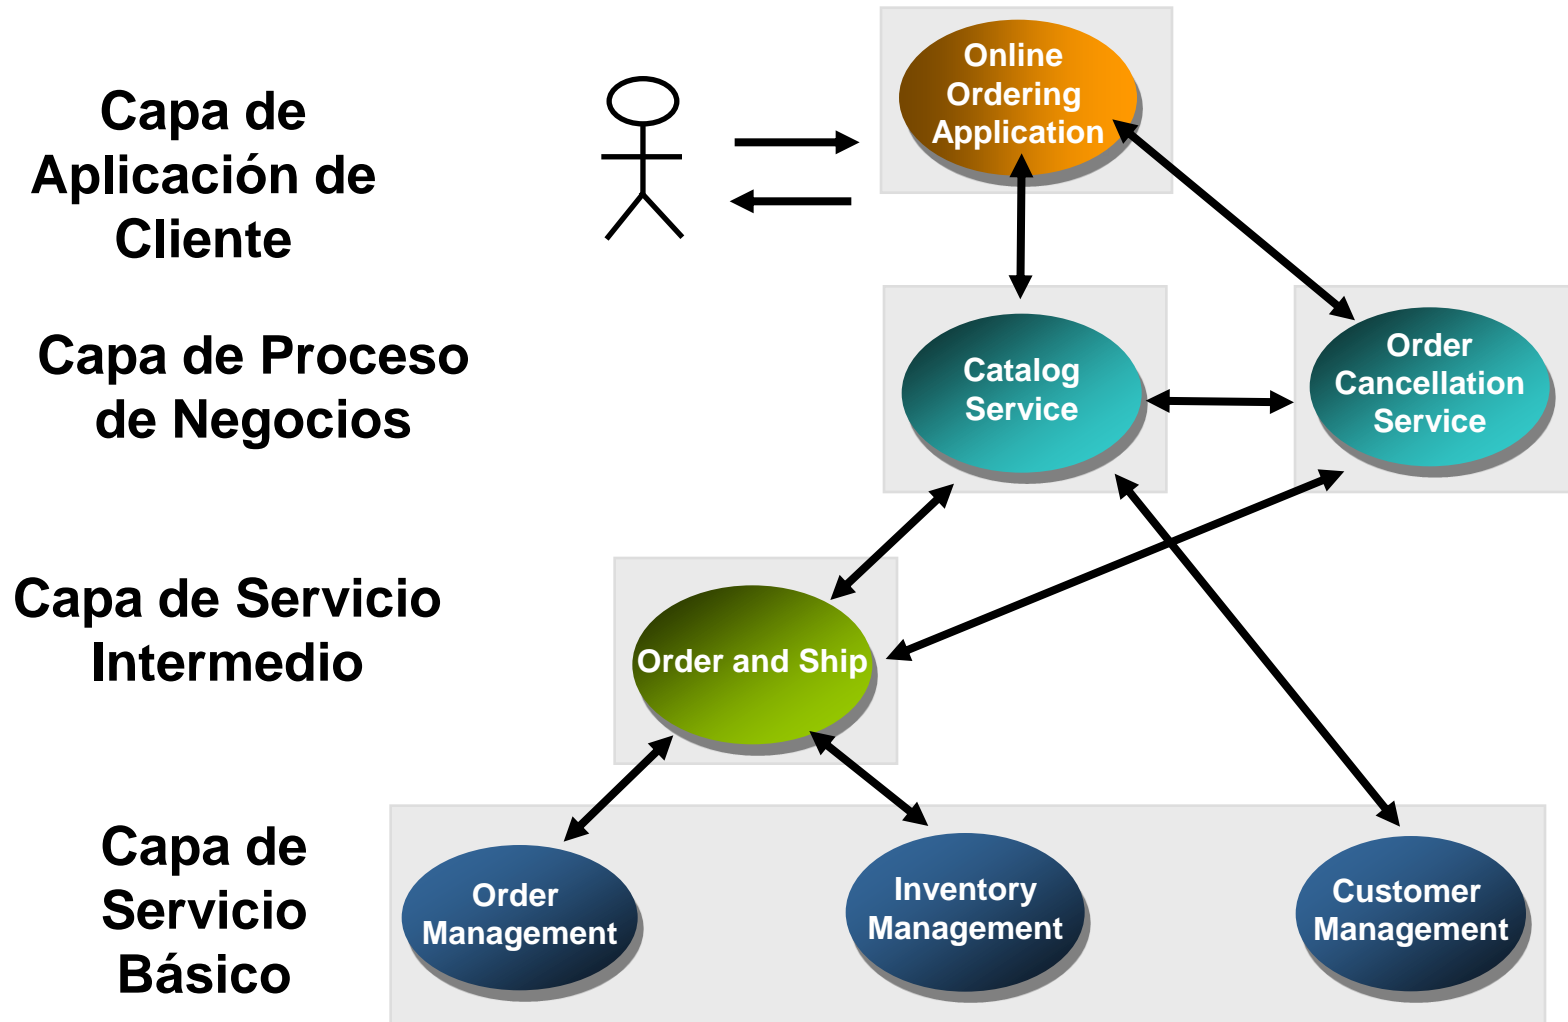 Capa de
Aplicación de
Cliente
Online
Ordering
Application
Capa de Proceso
de Negocios
Catalog
Service
Order
Cancellation
Service
Capa de Servicio
Intermedio
Order and Ship
Capa de
Servicio
Básico
Order
Management
Inventory
Management
Customer
Management